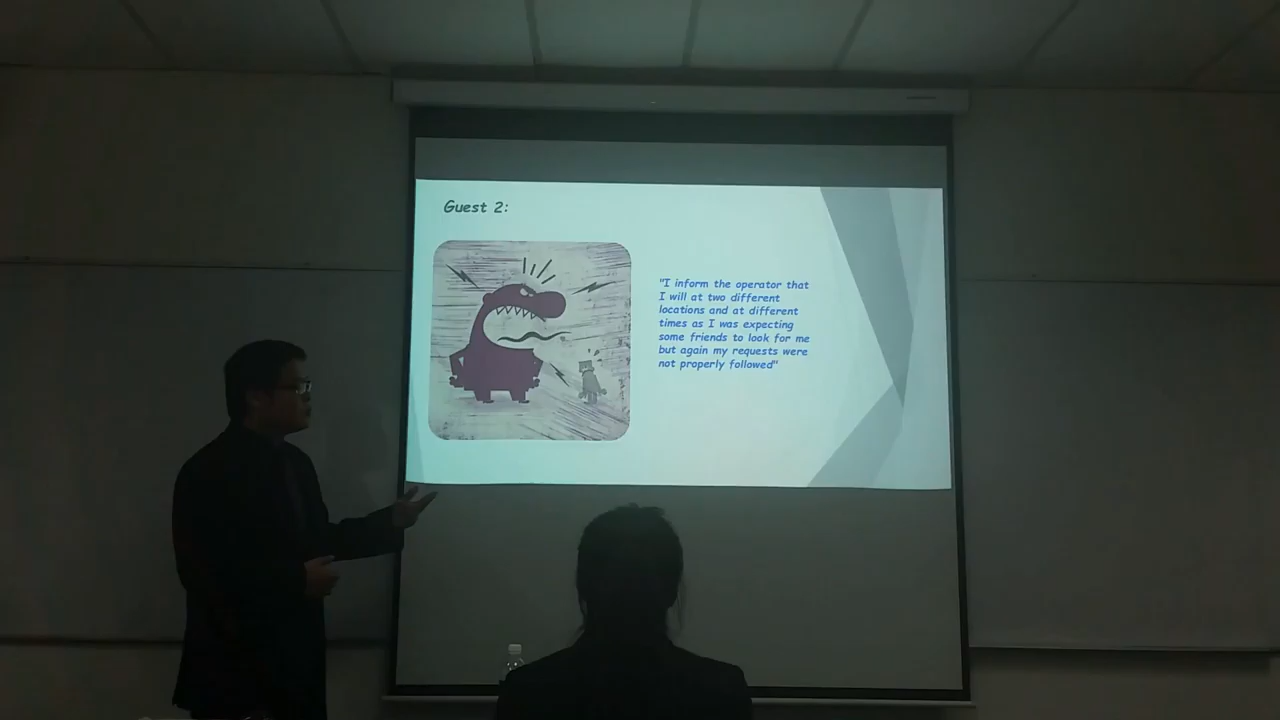 Guest 2:
"I inform the operator that
I will at two different
locations and at different
times as I was expecting
some friends to look for me
but again my requests were
not properly followed"